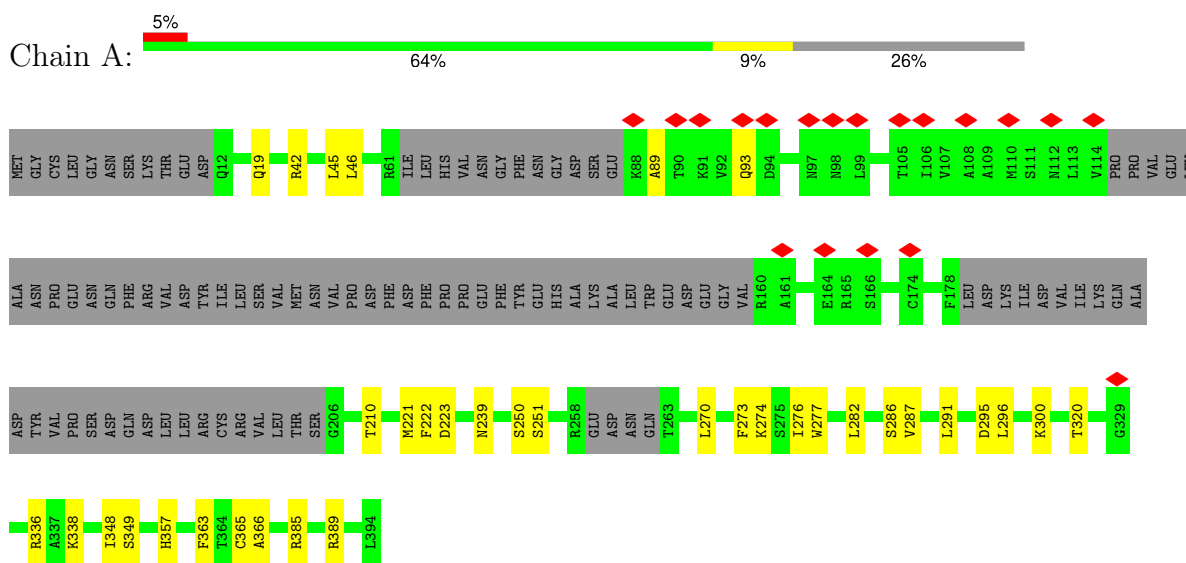 5%
Chain A:
64% 9% 26%
MET GLY CYS LEU GLY ASN SER LYS THR GLU ASP Q12 Q19 R42 L45 L46 R61 ILE LEU HIS VAL ASN GLY PHE ASN GLY ASP SER GLU K88 A89 T90 K91 V92 Q93 D94 N97 N98 L99 T105 I106 V107 A108 A109 M110 S111 N112 L113 V114 PRO PRO VAL GLU
ALA ASN PRO GLU ASN GLN PHE ARG VAL ASP TYR ILE LEU SER VAL MET ASN VAL PRO ASP PHE ASP PHE PRO PRO GLU PHE TYR GLU HIS ALA LYS ALA LEU TRP GLU ASP GLU GLY VAL R160 A161 E164 R165 S166 C174 F178 LEU ASP LYS ILE ASP VAL ILE LYS GLN ALA
ASP TYR VAL PRO SER ASP GLN ASP LEU LEU ARG CYS ARG VAL LEU THR SER G206 T210 M221 F222 D223 N239 S250 S251 R258 GLU ASP ASN GLN T263 L270 F273 K274 S275 I276 W277 L282 S286 V287 L291 D295 L296 K300 T320 G329
R336 A337 K338 I348 S349 H357 F363 T364 C365 A366 R385 R389 L394